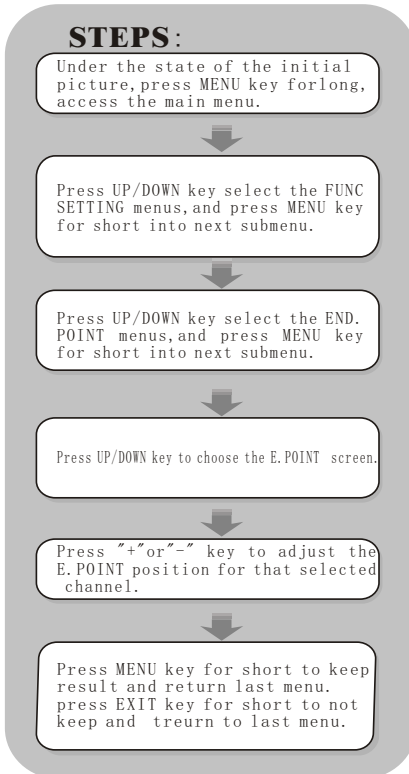 STEPS:
Under the state of the initial
picture,press MENU key forlong,
access the main menu.
Press UP/DOWN key select the FUNC
SETTING menus,and press MENU key
for short into next submenu.
Press UP/DOWN key select the END.
POINT menus,and press MENU key
for short into next submenu.
Press UP/DOWN key to choose the E.POINT screen.
Press "+"or"-" key to adjust the
E.POINT position for that selected
channel.
Press MENU key for short to keep
result and return last menu.
press EXIT key for short to not
keep and treurn to last menu.